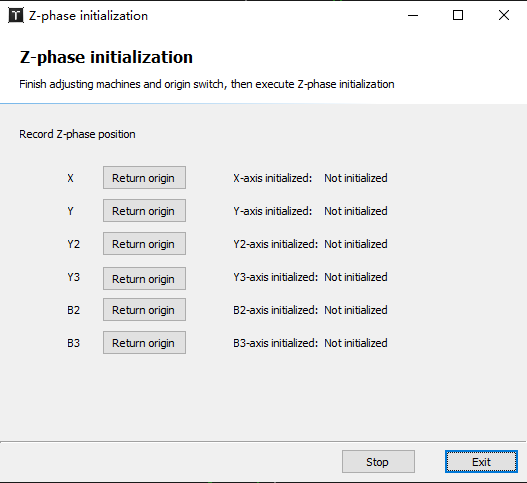 Z-phase initialization
Z-phase initialization
Finish adjusting machines and origin switch, then execute Z-phase initialization
Record Z-phase position
X Return origin X-axis initialized: Not initialized
Y Return origin Y-axis initialized: Not initialized
Y2 Return origin Y2-axis initialized: Not initialized
Y3 Return origin Y3-axis initialized: Not initialized
B2 Return origin B2-axis initialized: Not initialized
B3 Return origin B3-axis initialized: Not initialized
Stop Exit